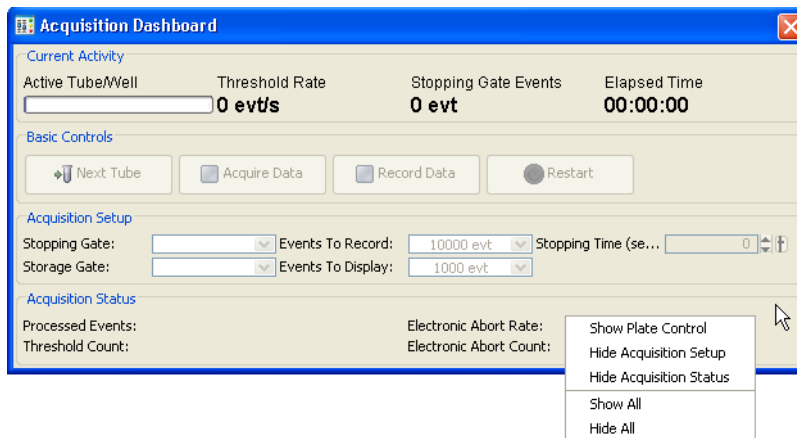 Acquisition Dashboard
Current Activity
Active Tube/Well Threshold Rate Stopping Gate Events Elapsed Time
0 evt/s 0 evt 00:00:00
Basic Controls
Next Tube Acquire Data Record Data Restart
Acquisition Setup
Stopping Gate: Events To Record: 10000 evt Stopping Time (se... 0
Storage Gate: Events To Display: 1000 evt
Acquisition Status
Processed Events: Electronic Abort Rate:
Threshold Count: Electronic Abort Count:
Show Plate Control
Hide Acquisition Setup
Hide Acquisition Status
Show All
Hide All